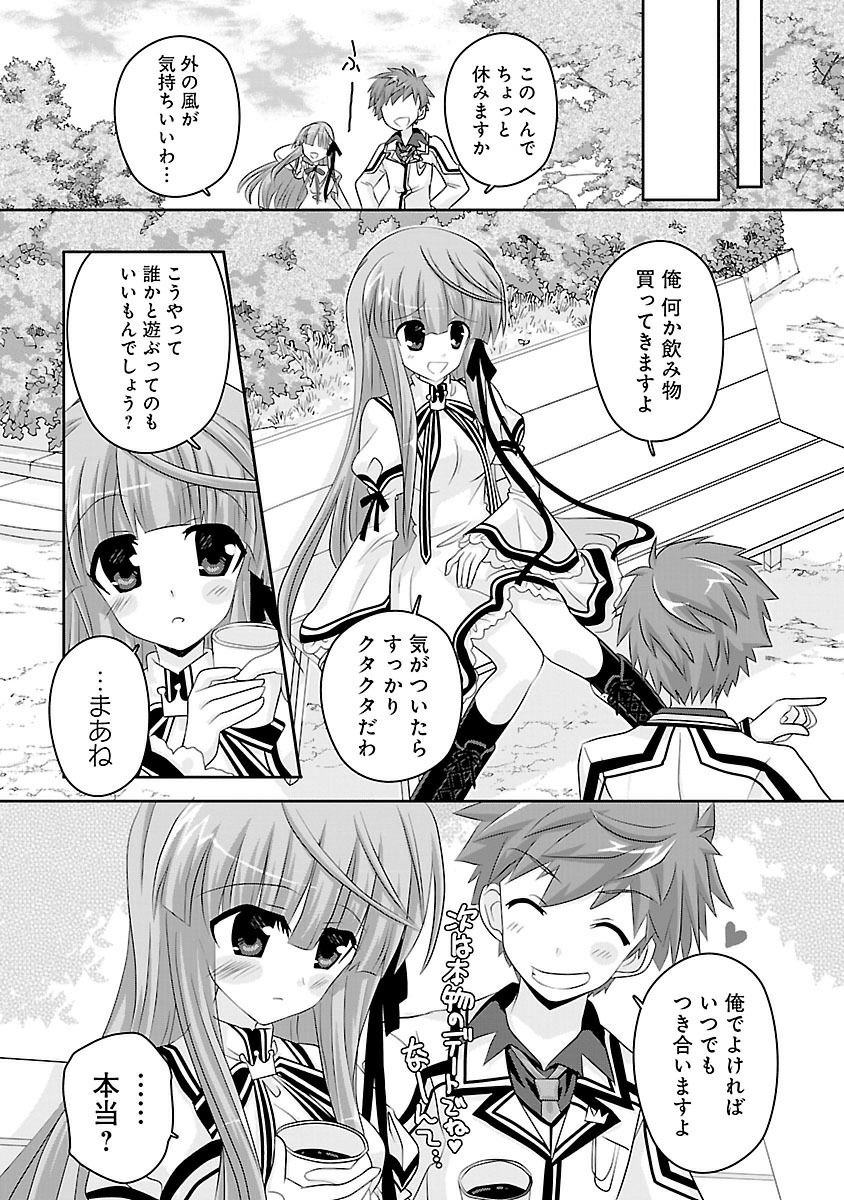 このへんで
ちょっと
休みますか
ふー
外の風が
気持ちいいわ…
俺 何か飲み物
買ってきますよ
気がついたら
すっかり
クタクタだわ
こうやって
誰かと遊ぶってのも
いいもんでしょう？
…まあね
俺でよければ
いつでも
つき合いますよ
次は本物のデートでね♥
なーんて…
……
本当？